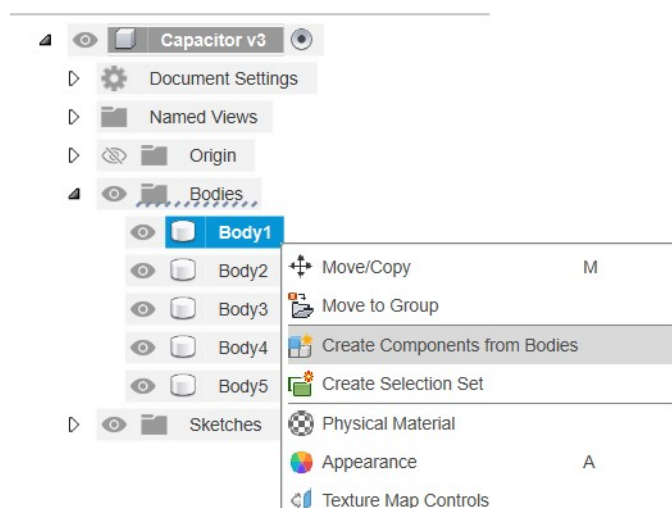 Capacitor v3
Document Settings
Named Views
Origin
Bodies
Body1
Body2
Body3
Body4
Body5
Sketches
Move/Copy M
Move to Group
Create Components from Bodies
Create Selection Set
Physical Material
Appearance A
Texture Map Controls